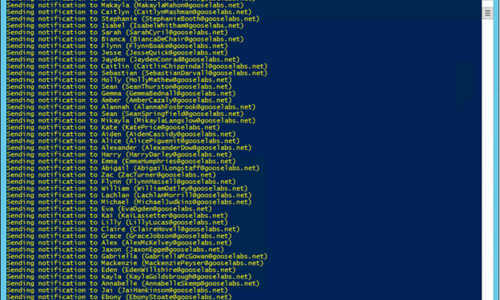 Sending notification to Makayla (MakaylaMahon@gooselabs.net)
Sending notification to Caitlyn (CaitlynMashman@gooselabs.net)
Sending notification to Stephanie (StephanieBooth@gooselabs.net)
Sending notification to Isabel (IsabelWhitham@gooselabs.net)
Sending notification to Sarah (SarahCyril@gooselabs.net)
Sending notification to Bianca (BiancaDeChair@gooselabs.net)
Sending notification to Flynn (FlynnBoake@gooselabs.net)
Sending notification to Jesse (JesseQuick@gooselabs.net)
Sending notification to Jayden (JaydenConrad@gooselabs.net)
Sending notification to Caitlin (CaitlinChippindall@gooselabs.net)
Sending notification to Sebastian (SebastianDarvall@gooselabs.net)
Sending notification to Holly (HollyMathew@gooselabs.net)
Sending notification to Sean (SeanThurston@gooselabs.net)
Sending notification to Gemma (GemmaBednall@gooselabs.net)
Sending notification to Amber (AmberCazaly@gooselabs.net)
Sending notification to Alannah (AlannahFosbrook@gooselabs.net)
Sending notification to Sean (SeanSpringfield@gooselabs.net)
Sending notification to Mikayla (MikaylaLangslow@gooselabs.net)
Sending notification to Kate (KatePrice@gooselabs.net)
Sending notification to Aiden (AidenCassidy@gooselabs.net)
Sending notification to Alice (AlicePiguenit@gooselabs.net)
Sending notification to Alexander (AlexanderDow@gooselabs.net)
Sending notification to Harry (HarryDarley@gooselabs.net)
Sending notification to Emma (EmmaHumphries@gooselabs.net)
Sending notification to Abigail (AbigailLongstaff@gooselabs.net)
Sending notification to Zac (ZacTurner@gooselabs.net)
Sending notification to Flynn (FlynnHassell@gooselabs.net)
Sending notification to William (WilliamOatley@gooselabs.net)
Sending notification to Lachlan (LachlanMorrill@gooselabs.net)
Sending notification to Michael (MichaelJudkins@gooselabs.net)
Sending notification to Eva (EvaOgden@gooselabs.net)
Sending notification to Kai (KaiLassetter@gooselabs.net)
Sending notification to Lilly (LillyLucas@gooselabs.net)
Sending notification to Claire (ClaireMovell@gooselabs.net)
Sending notification to Grace (GraceJobson@gooselabs.net)
Sending notification to Alex (AlexMcKelvey@gooselabs.net)
Sending notification to Jaxon (JaxonEgge@gooselabs.net)
Sending notification to Gabriella (GabriellaMcGowan@gooselabs.net)
Sending notification to Mackenzie (MackenziePeyser@gooselabs.net)
Sending notification to Eden (EdenWillshire@gooselabs.net)
Sending notification to Kayla (KaylaGoldsbrough@gooselabs.net)
Sending notification to Annabelle (AnnabelleSkemp@gooselabs.net)
Sending notification to Jai (JaiHankinson@gooselabs.net)
Sending notification to Ebony (EbonyStoate@gooselabs.net)